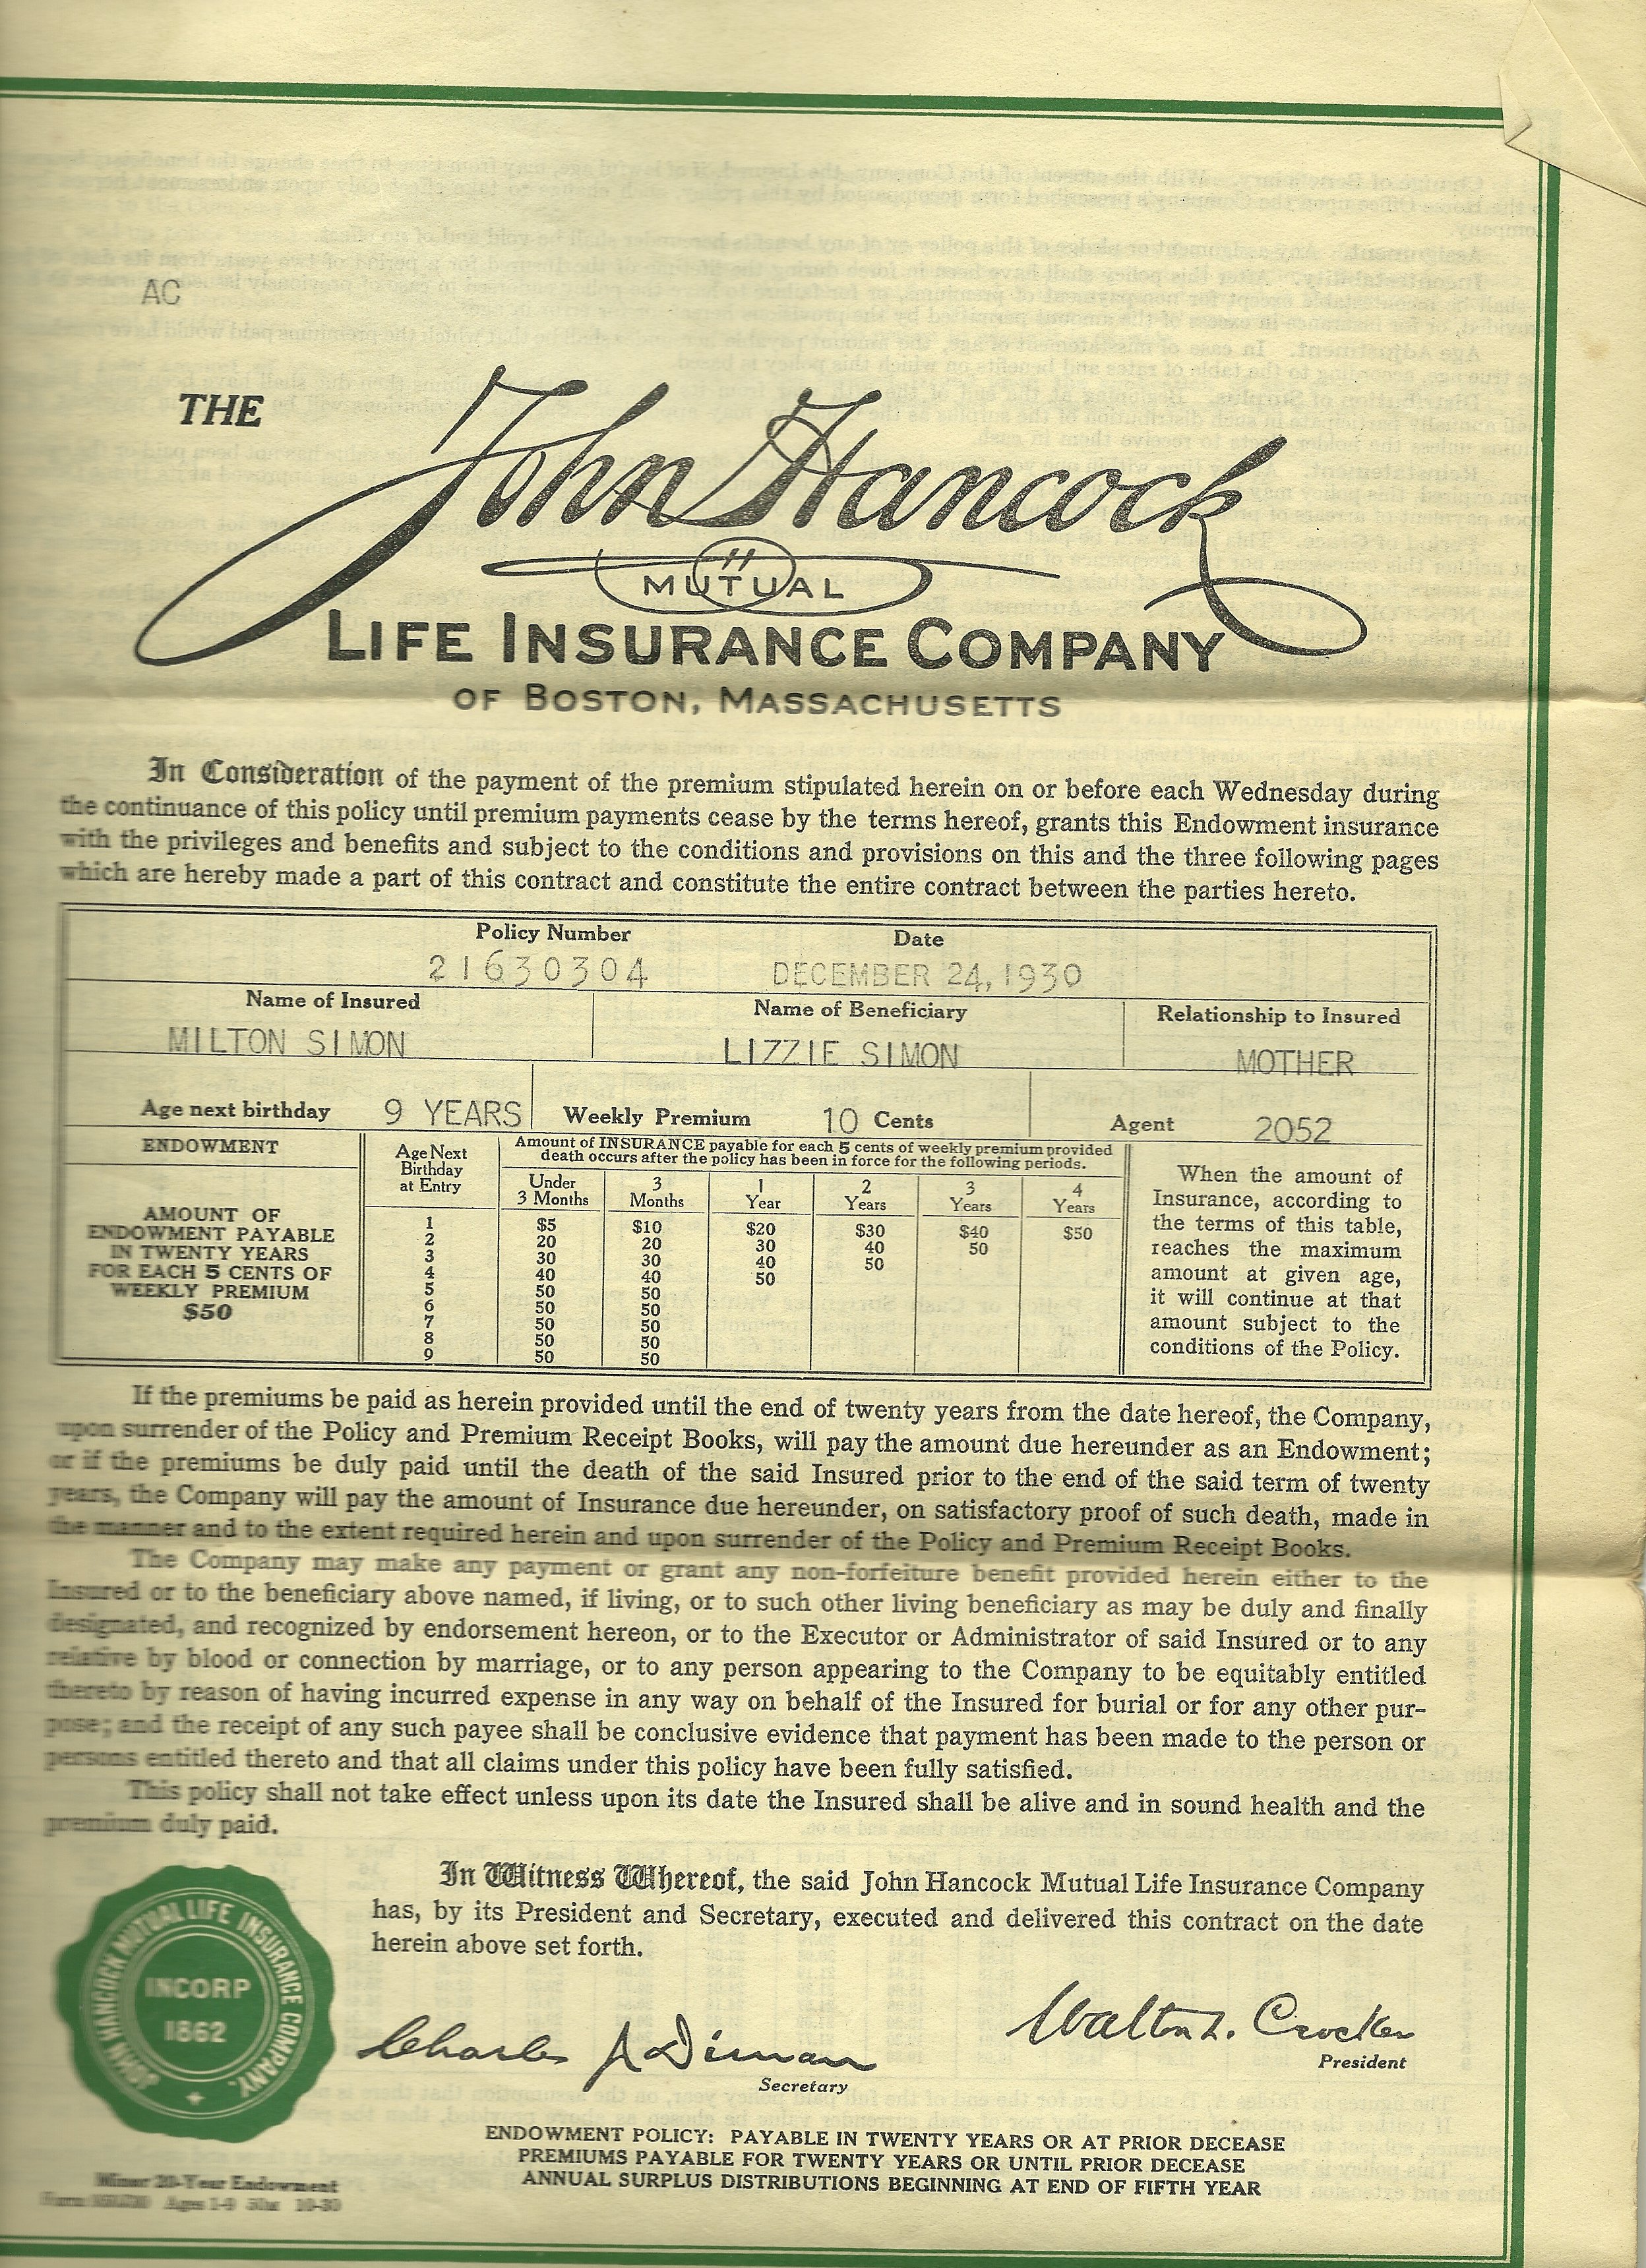 AC
THE
John Hancock
MUTUAL
LIFE INSURANCE COMPANY
OF BOSTON, MASSACHUSETTS
In Consideration of the payment of the premium stipulated herein on or before each Wednesday during
the continuance of this policy until premium payments cease by the terms hereof, grants this Endowment insurance
with the privileges and benefits and subject to the conditions and provisions on this and the three following pages
which are hereby made a part of this contract and constitute the entire contract between the parties hereto.
Policy Number Date
21630304 DECEMBER 24, 1930
Name of Insured Name of Beneficiary Relationship to Insured
MILTON SIMON LIZZIE SIMON MOTHER
Age next birthday 9 YEARS Weekly Premium 10 Cents Agent 2052
ENDOWMENT
AMOUNT OF
ENDOWMENT PAYABLE
IN TWENTY YEARS
FOR EACH 5 CENTS OF
WEEKLY PREMIUM
$50
Age Next
Birthday
at Entry
Amount of INSURANCE payable for each 5 cents of weekly premium provided
death occurs after the policy has been in force for the following periods.
Under 3 Months 3 Months 1 Year 2 Years 3 Years 4 Years
1 $5 $10 $20 $30 $40 $50
2 20 20 30 40 50
3 30 30 40 50
4 40 40 50
5 50 50
6 50 50
7 50 50
8 50 50
9 50 50
When the amount of
Insurance, according to
the terms of this table,
reaches the maximum
amount at given age,
it will continue at that
amount subject to the
conditions of the Policy.
If the premiums be paid as herein provided until the end of twenty years from the date hereof, the Company,
upon surrender of the Policy and Premium Receipt Books, will pay the amount due hereunder as an Endowment;
or if the premiums be duly paid until the death of the said Insured prior to the end of the said term of twenty
years, the Company will pay the amount of Insurance due hereunder, on satisfactory proof of such death, made in
the manner and to the extent required herein and upon surrender of the Policy and Premium Receipt Books.
The Company may make any payment or grant any non-forfeiture benefit provided herein either to the
Insured or to the beneficiary above named, if living, or to such other living beneficiary as may be duly and finally
designated, and recognized by endorsement hereon, or to the Executor or Administrator of said Insured or to any
relative by blood or connection by marriage, or to any person appearing to the Company to be equitably entitled
thereto by reason of having incurred expense in any way on behalf of the Insured for burial or for any other pur-
pose; and the receipt of any such payee shall be conclusive evidence that payment has been made to the person or
persons entitled thereto and that all claims under this policy have been fully satisfied.
This policy shall not take effect unless upon its date the Insured shall be alive and in sound health and the
premium duly paid.
In Witness Whereof, the said John Hancock Mutual Life Insurance Company
has, by its President and Secretary, executed and delivered this contract on the date
herein above set forth.
JOHN HANCOCK MUTUAL LIFE INSURANCE COMPANY.
INCORP
1862
Walton L. Crocker
President
Charles J Diman
Secretary
ENDOWMENT POLICY: PAYABLE IN TWENTY YEARS OR AT PRIOR DECEASE
PREMIUMS PAYABLE FOR TWENTY YEARS OR UNTIL PRIOR DECEASE
ANNUAL SURPLUS DISTRIBUTIONS BEGINNING AT END OF FIFTH YEAR
Minor 20-Year Endowment
Form Ages 1-9 10-30